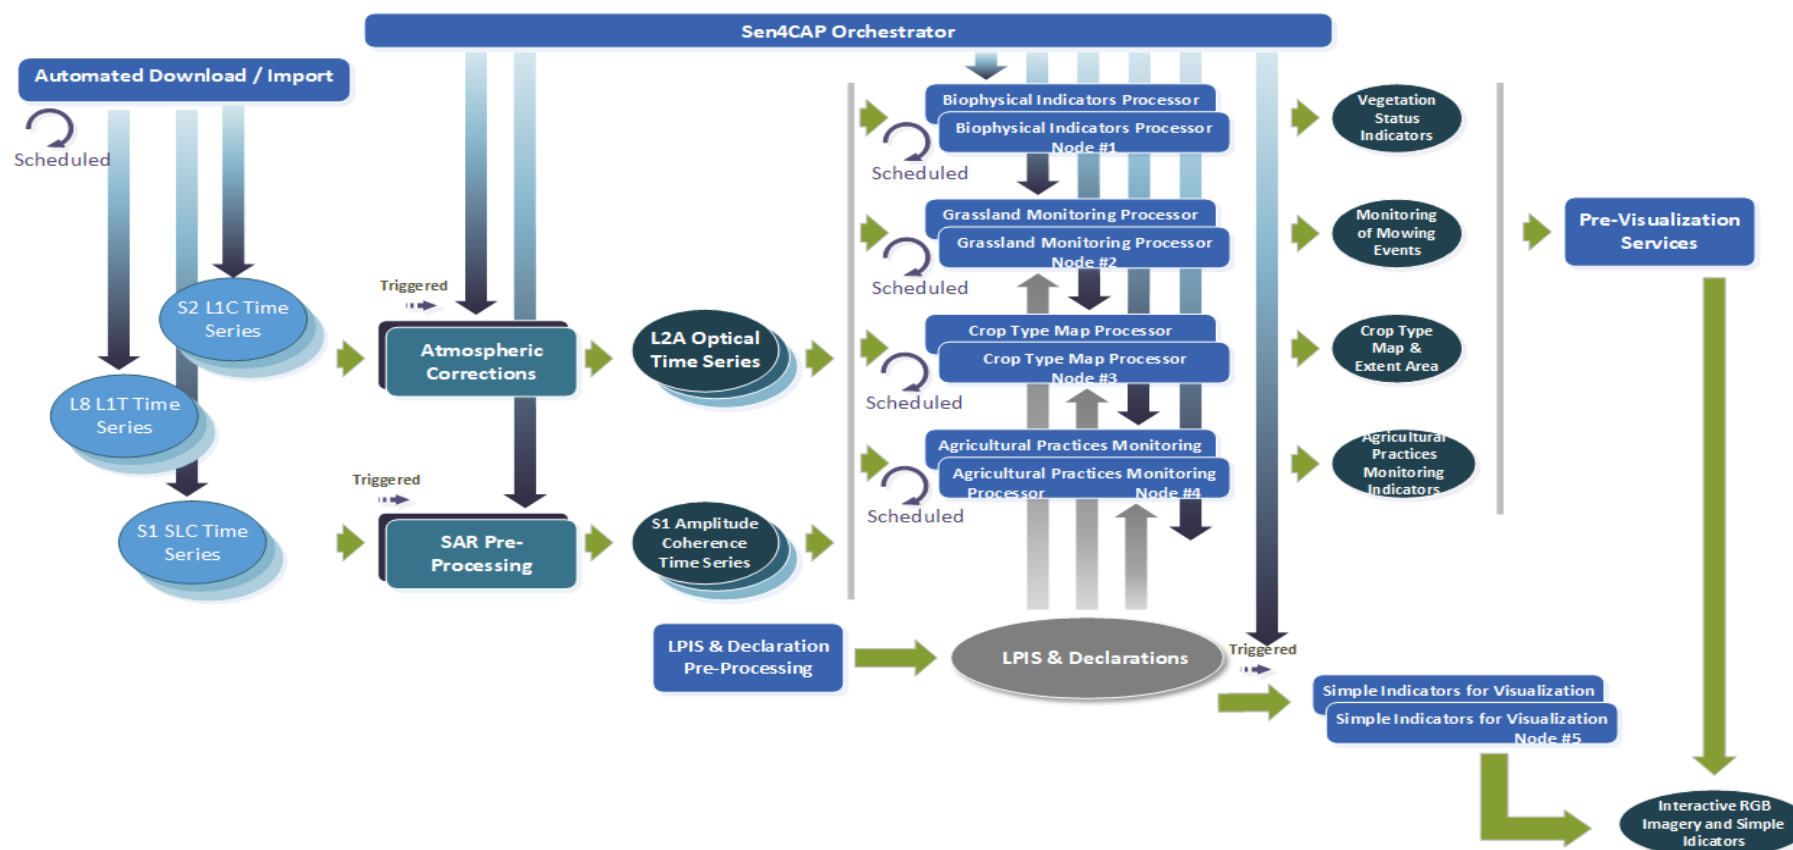 Sen4CAP Orchestrator
Automated Download / Import
Scheduled
S2 L1C Time
Series
L8 L1T Time
Series
S1 SLC Time
Series
Triggered
Atmospheric
Corrections
Triggered
SAR Pre-
Processing
L2A Optical
Time Series
S1 Amplitude
Coherence
Time Series
LPIS & Declaration
Pre-Processing
Biophysical Indicators Processor
Biophysical Indicators Processor
Node #1
Scheduled
Grassland Monitoring Processor
Grassland Monitoring Processor
Node #2
Scheduled
Crop Type Map Processor
Crop Type Map Processor
Node #3
Scheduled
Agricultural Practices Monitoring
Agricultural Practices Monitoring
Processor Node #4
Scheduled
LPIS & Declarations
Vegetation
Status
Indicators
Monitoring
of Mowing
Events
Crop Type
Map &
Extent Area
Agricultural
Practices
Monitoring
Indicators
Pre-Visualization
Services
Triggered
Simple Indicators for Visualization
Simple Indicators for Visualization
Node #5
Interactive RGB
Imagery and Simple
Idicators